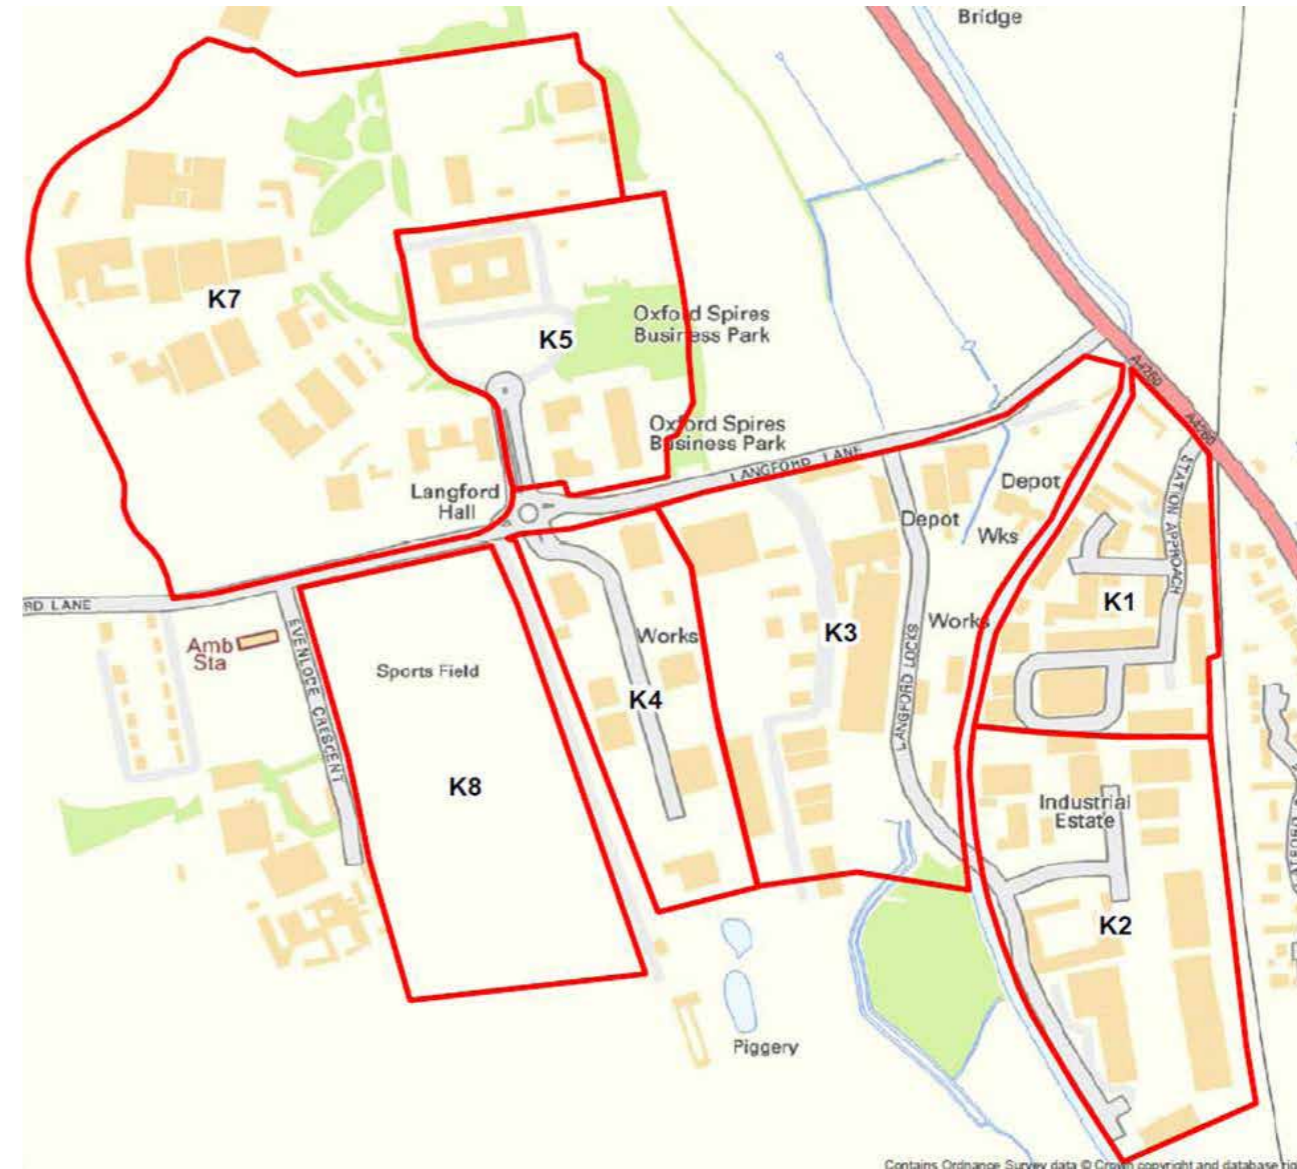 Bridge
K7
Oxford Spires
Business Park
K5
A4260
A4260
Oxford Spires
Business Park
LANGFORD LANE
STATION APPROACH
Langford
Hall
Depot
Depot
Wks
K1
RD LANE
EVENLODE CRESCENT
Amb
Sta
Works
Works
K3
LANGFORD LOCKS
Sports Field
K4
K8
Industrial
Estate
K2
Piggery
Contains Ordnance Survey data © Crown copyright and database